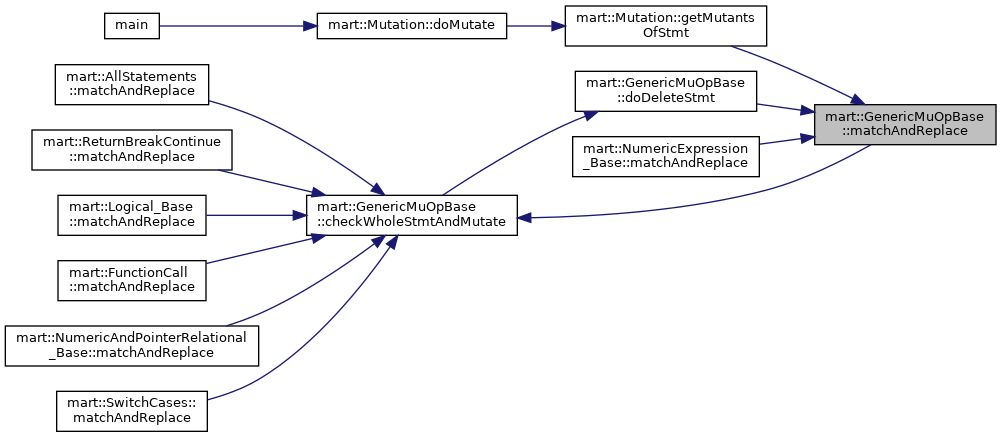 main
mart::Mutation::doMutate
mart::Mutation::getMutants
OfStmt
mart::AllStatements
::matchAndReplace
mart::GenericMuOpBase
::doDeleteStmt
mart::GenericMuOpBase
::matchAndReplace
mart::ReturnBreakContinue
::matchAndReplace
mart::NumericExpression
_Base::matchAndReplace
mart::Logical_Base
::matchAndReplace
mart::GenericMuOpBase
::checkWholeStmtAndMutate
mart::FunctionCall
::matchAndReplace
mart::NumericAndPointerRelational
_Base::matchAndReplace
mart::SwitchCases::
matchAndReplace